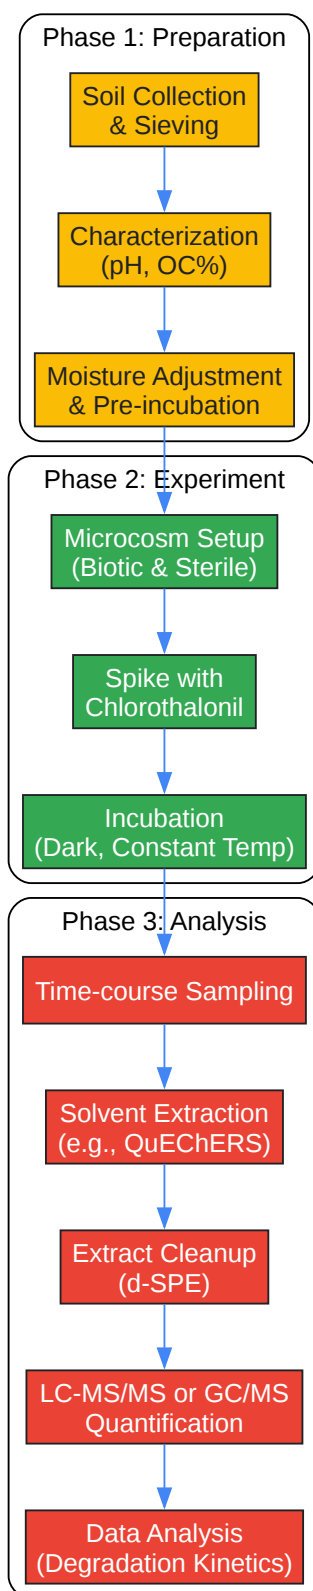 Phase 1: Preparation
Soil Collection
& Sieving
Characterization
(pH, OC%)
Moisture Adjustment
& Pre-incubation
Phase 2: Experiment
Microcosm Setup
(Biotic & Sterile)
Spike with
Chlorothalonil
Incubation
(Dark, Constant Temp)
Phase 3: Analysis
Time-course Sampling
Solvent Extraction
(e.g., QuEChERS)
Extract Cleanup
(d-SPE)
LC-MS/MS or GC/MS
Quantification
Data Analysis
(Degradation Kinetics)